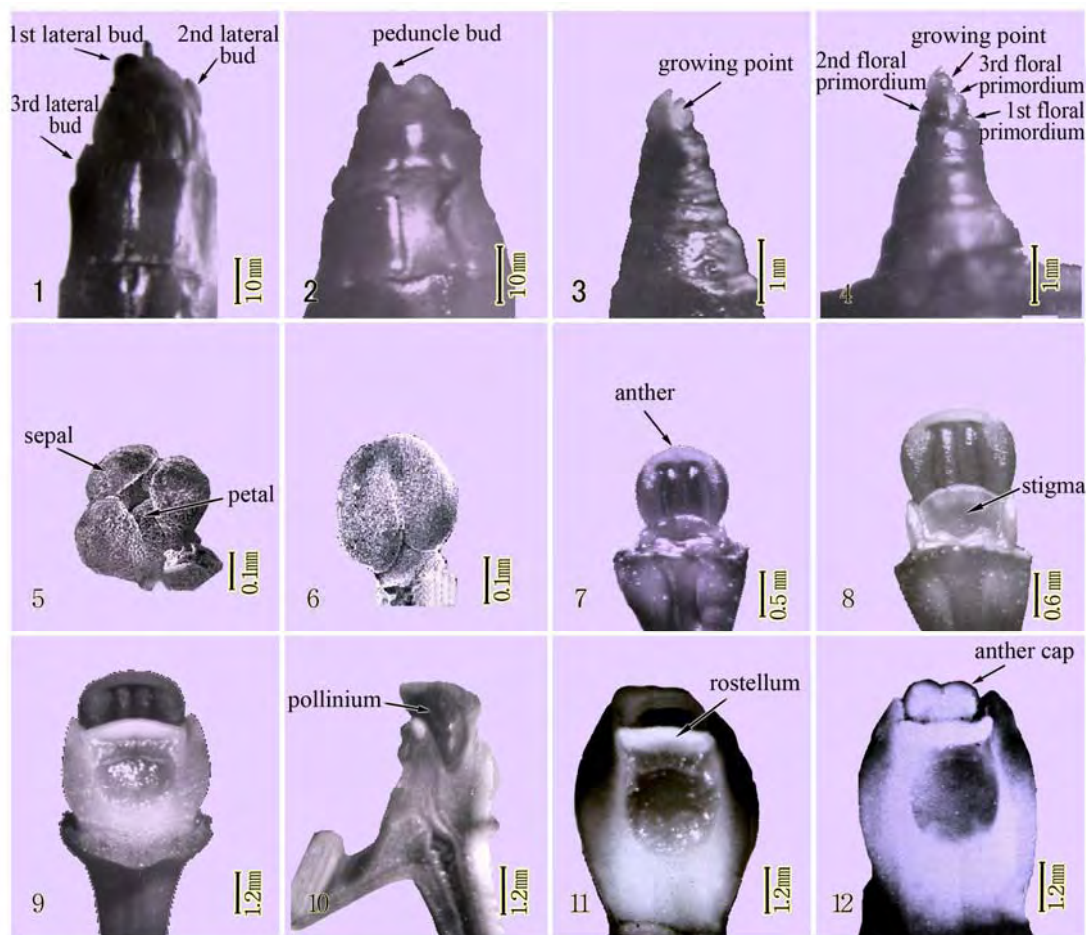 1st lateral bud
2nd lateral
bud
3rd lateral
bud
10mm
1
peduncle bud
10mm
2
growing point
1mm
3
growing point
2nd floral
primordium
3rd floral
primordium
1st floral
primordium
1mm
4
sepal
petal
0.1mm
5
0.1mm
6
anther
0.5mm
7
stigma
0.6mm
8
1.2mm
9
pollinium
1.2mm
10
rostellum
1.2mm
11
anther cap
1.2mm
12